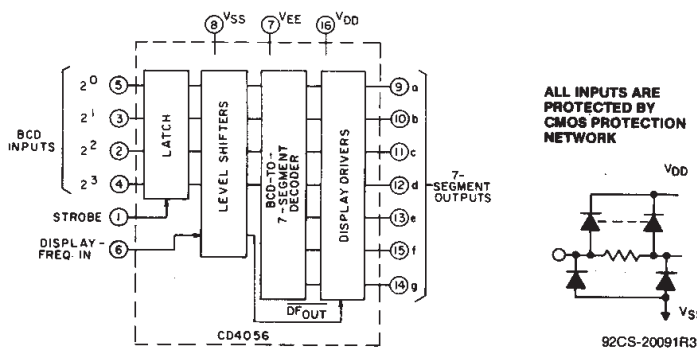 8 VSS
7 VEE
16 VDD
BCD
INPUTS
2^0 5
2^1 3
2^2 2
2^3 4
STROBE 1
DISPLAY-
FREQ. IN 6
LATCH
LEVEL SHIFTERS
BCD-TO-
7-SEGMENT
DECODER
DISPLAY DRIVERS
DFOUT
CD4056
9 a
10 b
11 c
12 d
13 e
15 f
14 g
7-
SEGMENT
OUTPUTS
ALL INPUTS ARE
PROTECTED BY
CMOS PROTECTION
NETWORK
VDD
92CS-20091R3